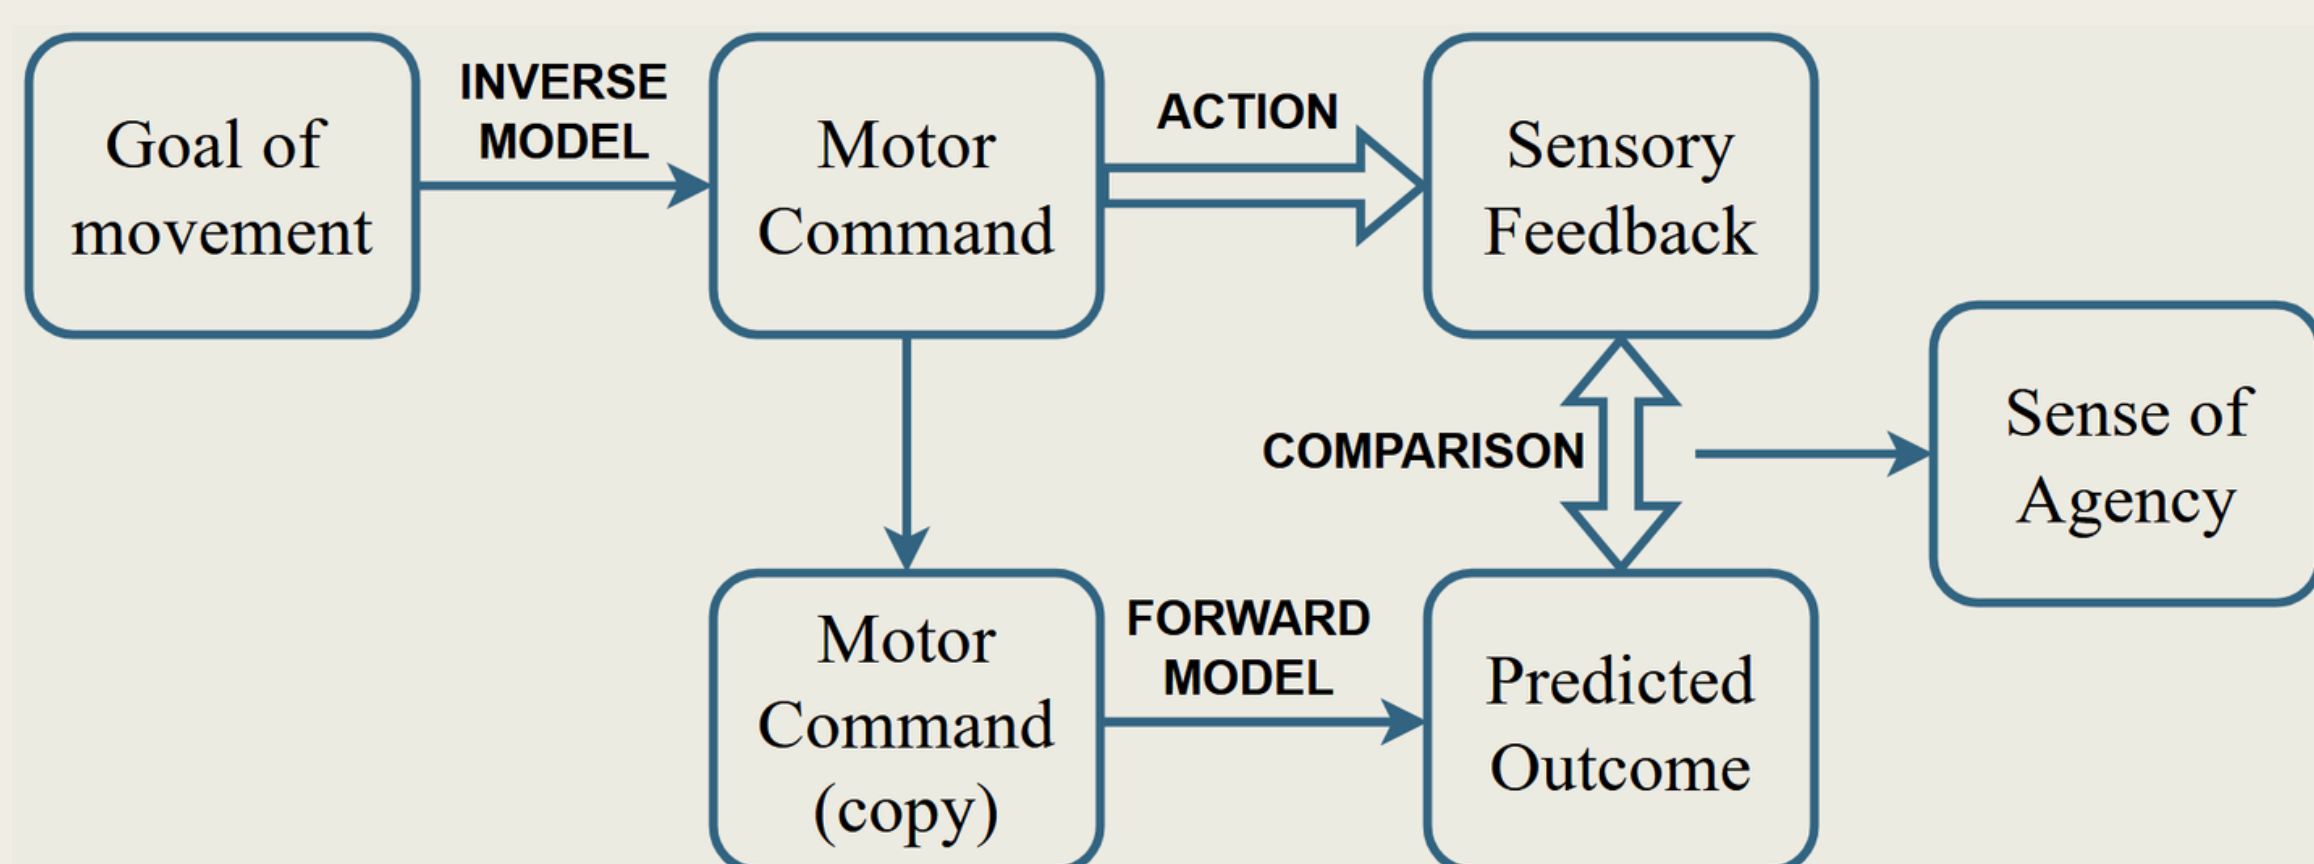 Goal of
movement
INVERSE
MODEL
Motor
Command
ACTION
Sensory
Feedback
COMPARISON
Sense of
Agency
Motor
Command
(copy)
FORWARD
MODEL
Predicted
Outcome